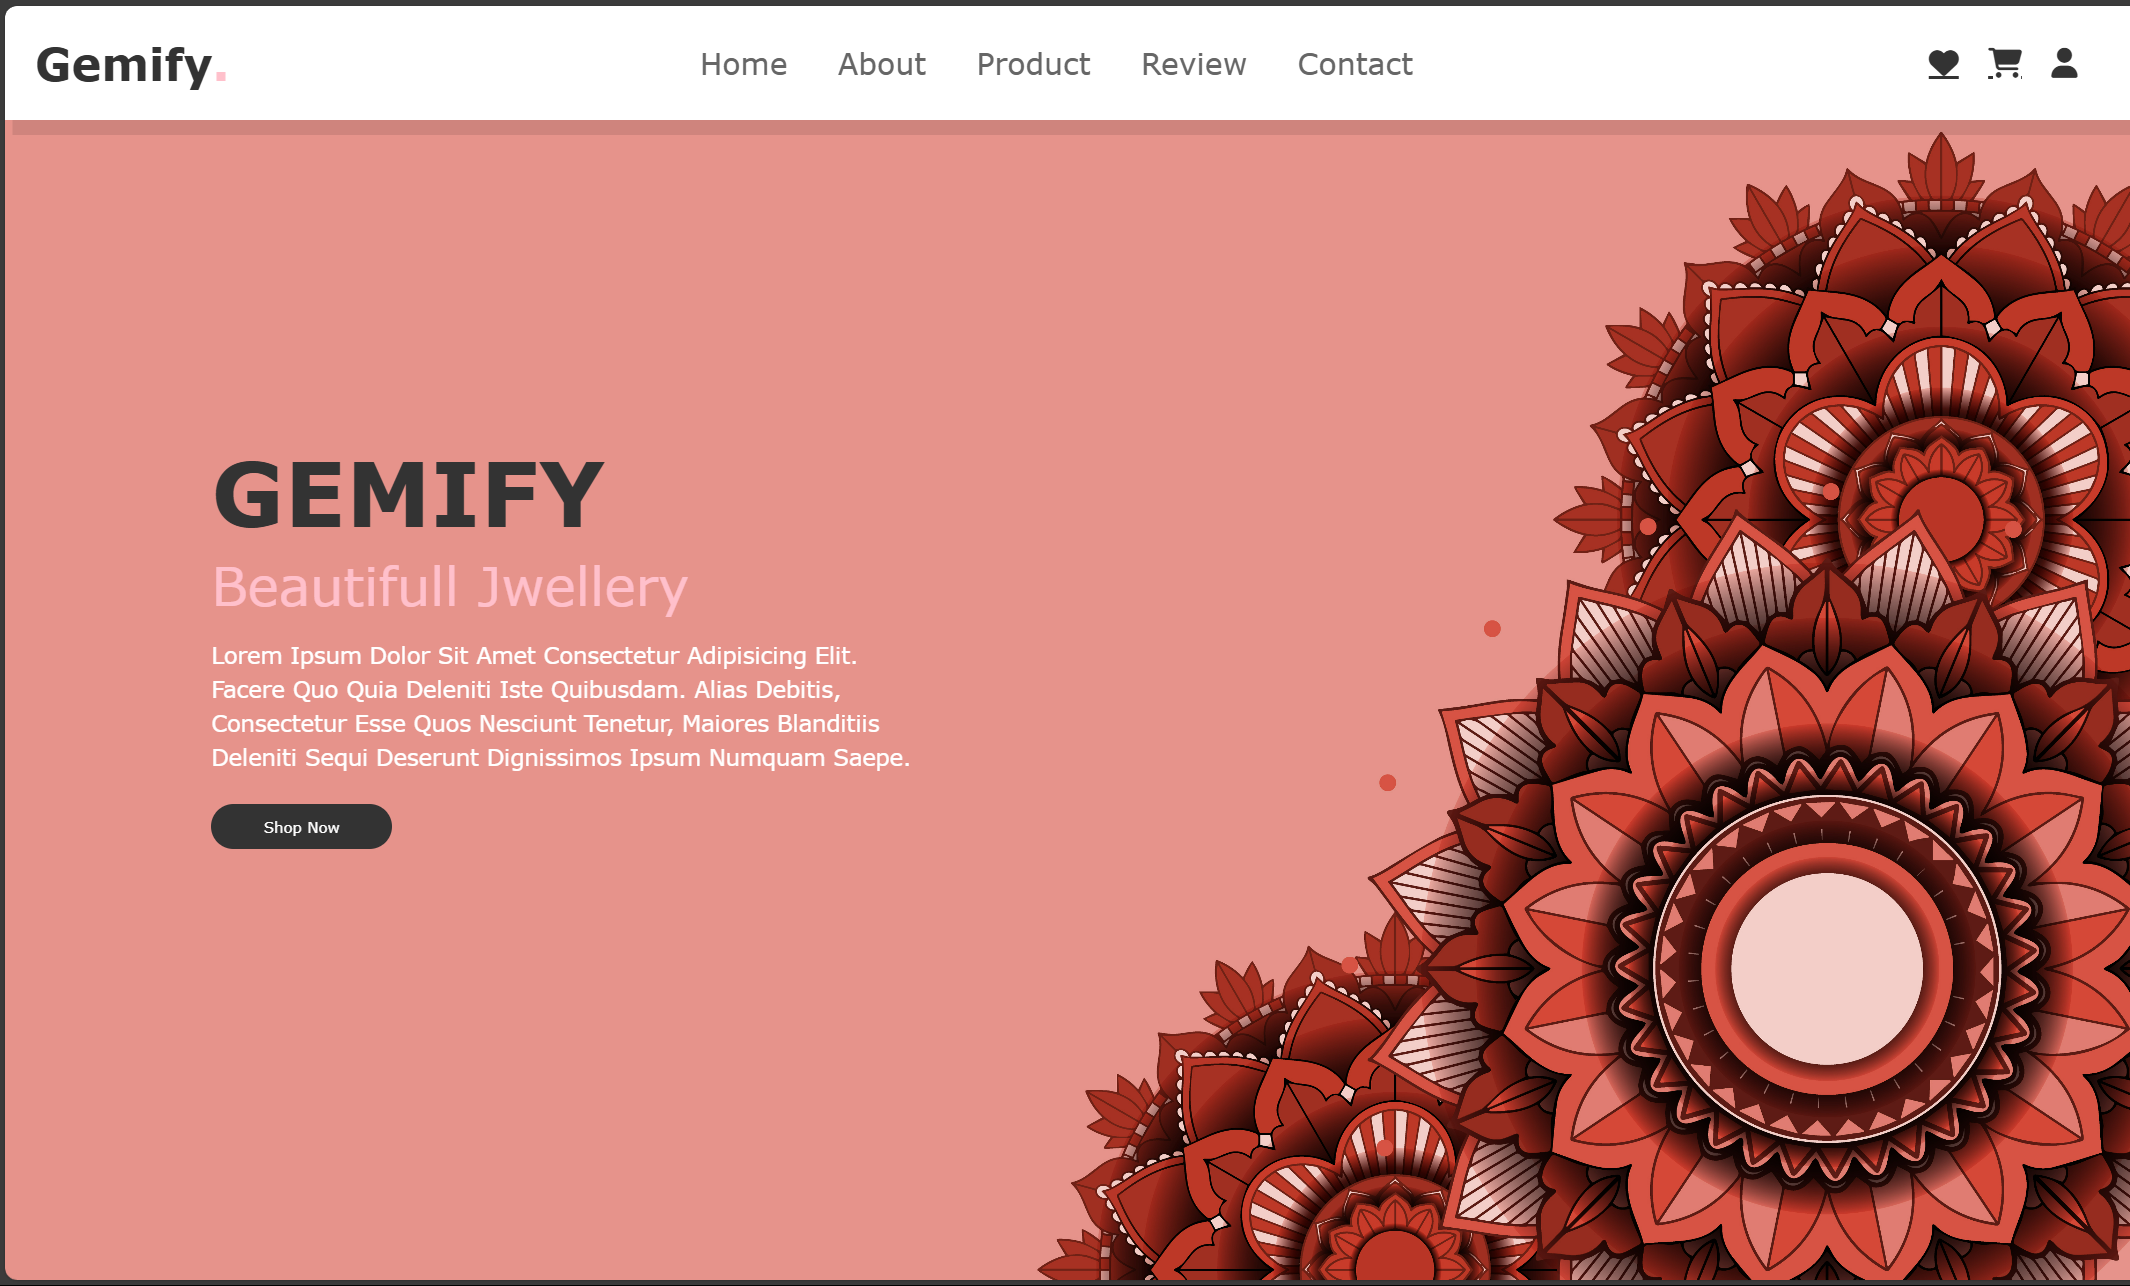 Gemify.
Home About Product Review Contact
GEMIFY
Beautifull Jwellery
Lorem Ipsum Dolor Sit Amet Consectetur Adipisicing Elit.
Facere Quo Quia Deleniti Iste Quibusdam. Alias Debitis,
Consectetur Esse Quos Nesciunt Tenetur, Maiores Blanditiis
Deleniti Sequi Deserunt Dignissimos Ipsum Numquam Saepe.
Shop Now